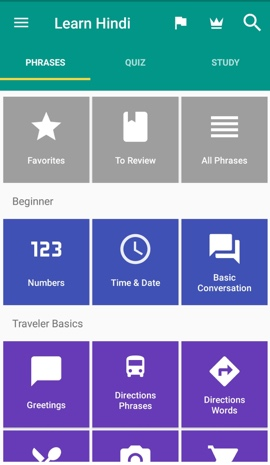 Learn Hindi
PHRASES QUIZ STUDY
Favorites To Review All Phrases
Beginner
123
Numbers Time & Date Basic
Conversation
Traveler Basics
Greetings Directions
Phrases Directions
Words